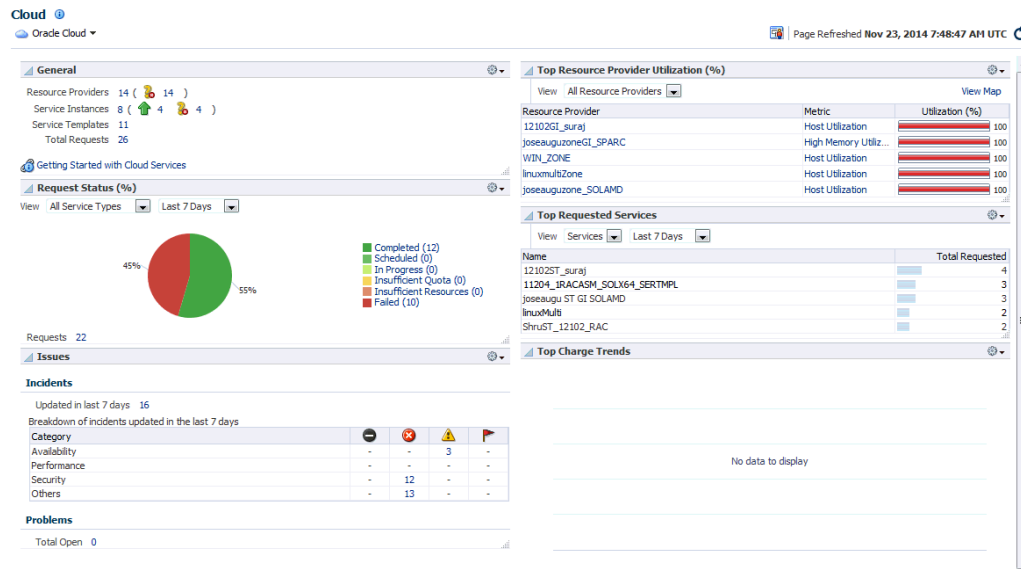 Cloud
Oracle Cloud
Page Refreshed Nov 23, 2014 7:48:47 AM UTC
General
Resource Providers 14 ( 14 )
Service Instances 8 ( 4 4 )
Service Templates 11
Total Requests 26
Getting Started with Cloud Services
Request Status (%)
View All Service Types Last 7 Days
45%
55%
Completed (12)
Scheduled (0)
In Progress (0)
Insufficient Quota (0)
Insufficient Resources (0)
Failed (10)
Requests 22
Issues
Incidents
Updated in last 7 days 16
Breakdown of incidents updated in the last 7 days
Category
Availability - - 3 -
Performance - - - -
Security - 12 - -
Others - 13 - -
Problems
Total Open 0
Top Resource Provider Utilization (%)
View All Resource Providers View Map
Resource Provider Metric Utilization (%)
12102GI_suraj Host Utilization 100
joseauguzoneGI_SPARC High Memory Utiliz... 100
WIN_ZONE Host Utilization 100
linuxmultiZone Host Utilization 100
joseauguzone_SOLAMD Host Utilization 100
Top Requested Services
View Services Last 7 Days
Name Total Requested
12102ST_suraj 4
11204_1RACASM_SOLX64_SERTMPL 3
joseaugu ST GI SOLAMD 3
linuxMulti 2
ShruST_12102_RAC 2
Top Charge Trends
No data to display